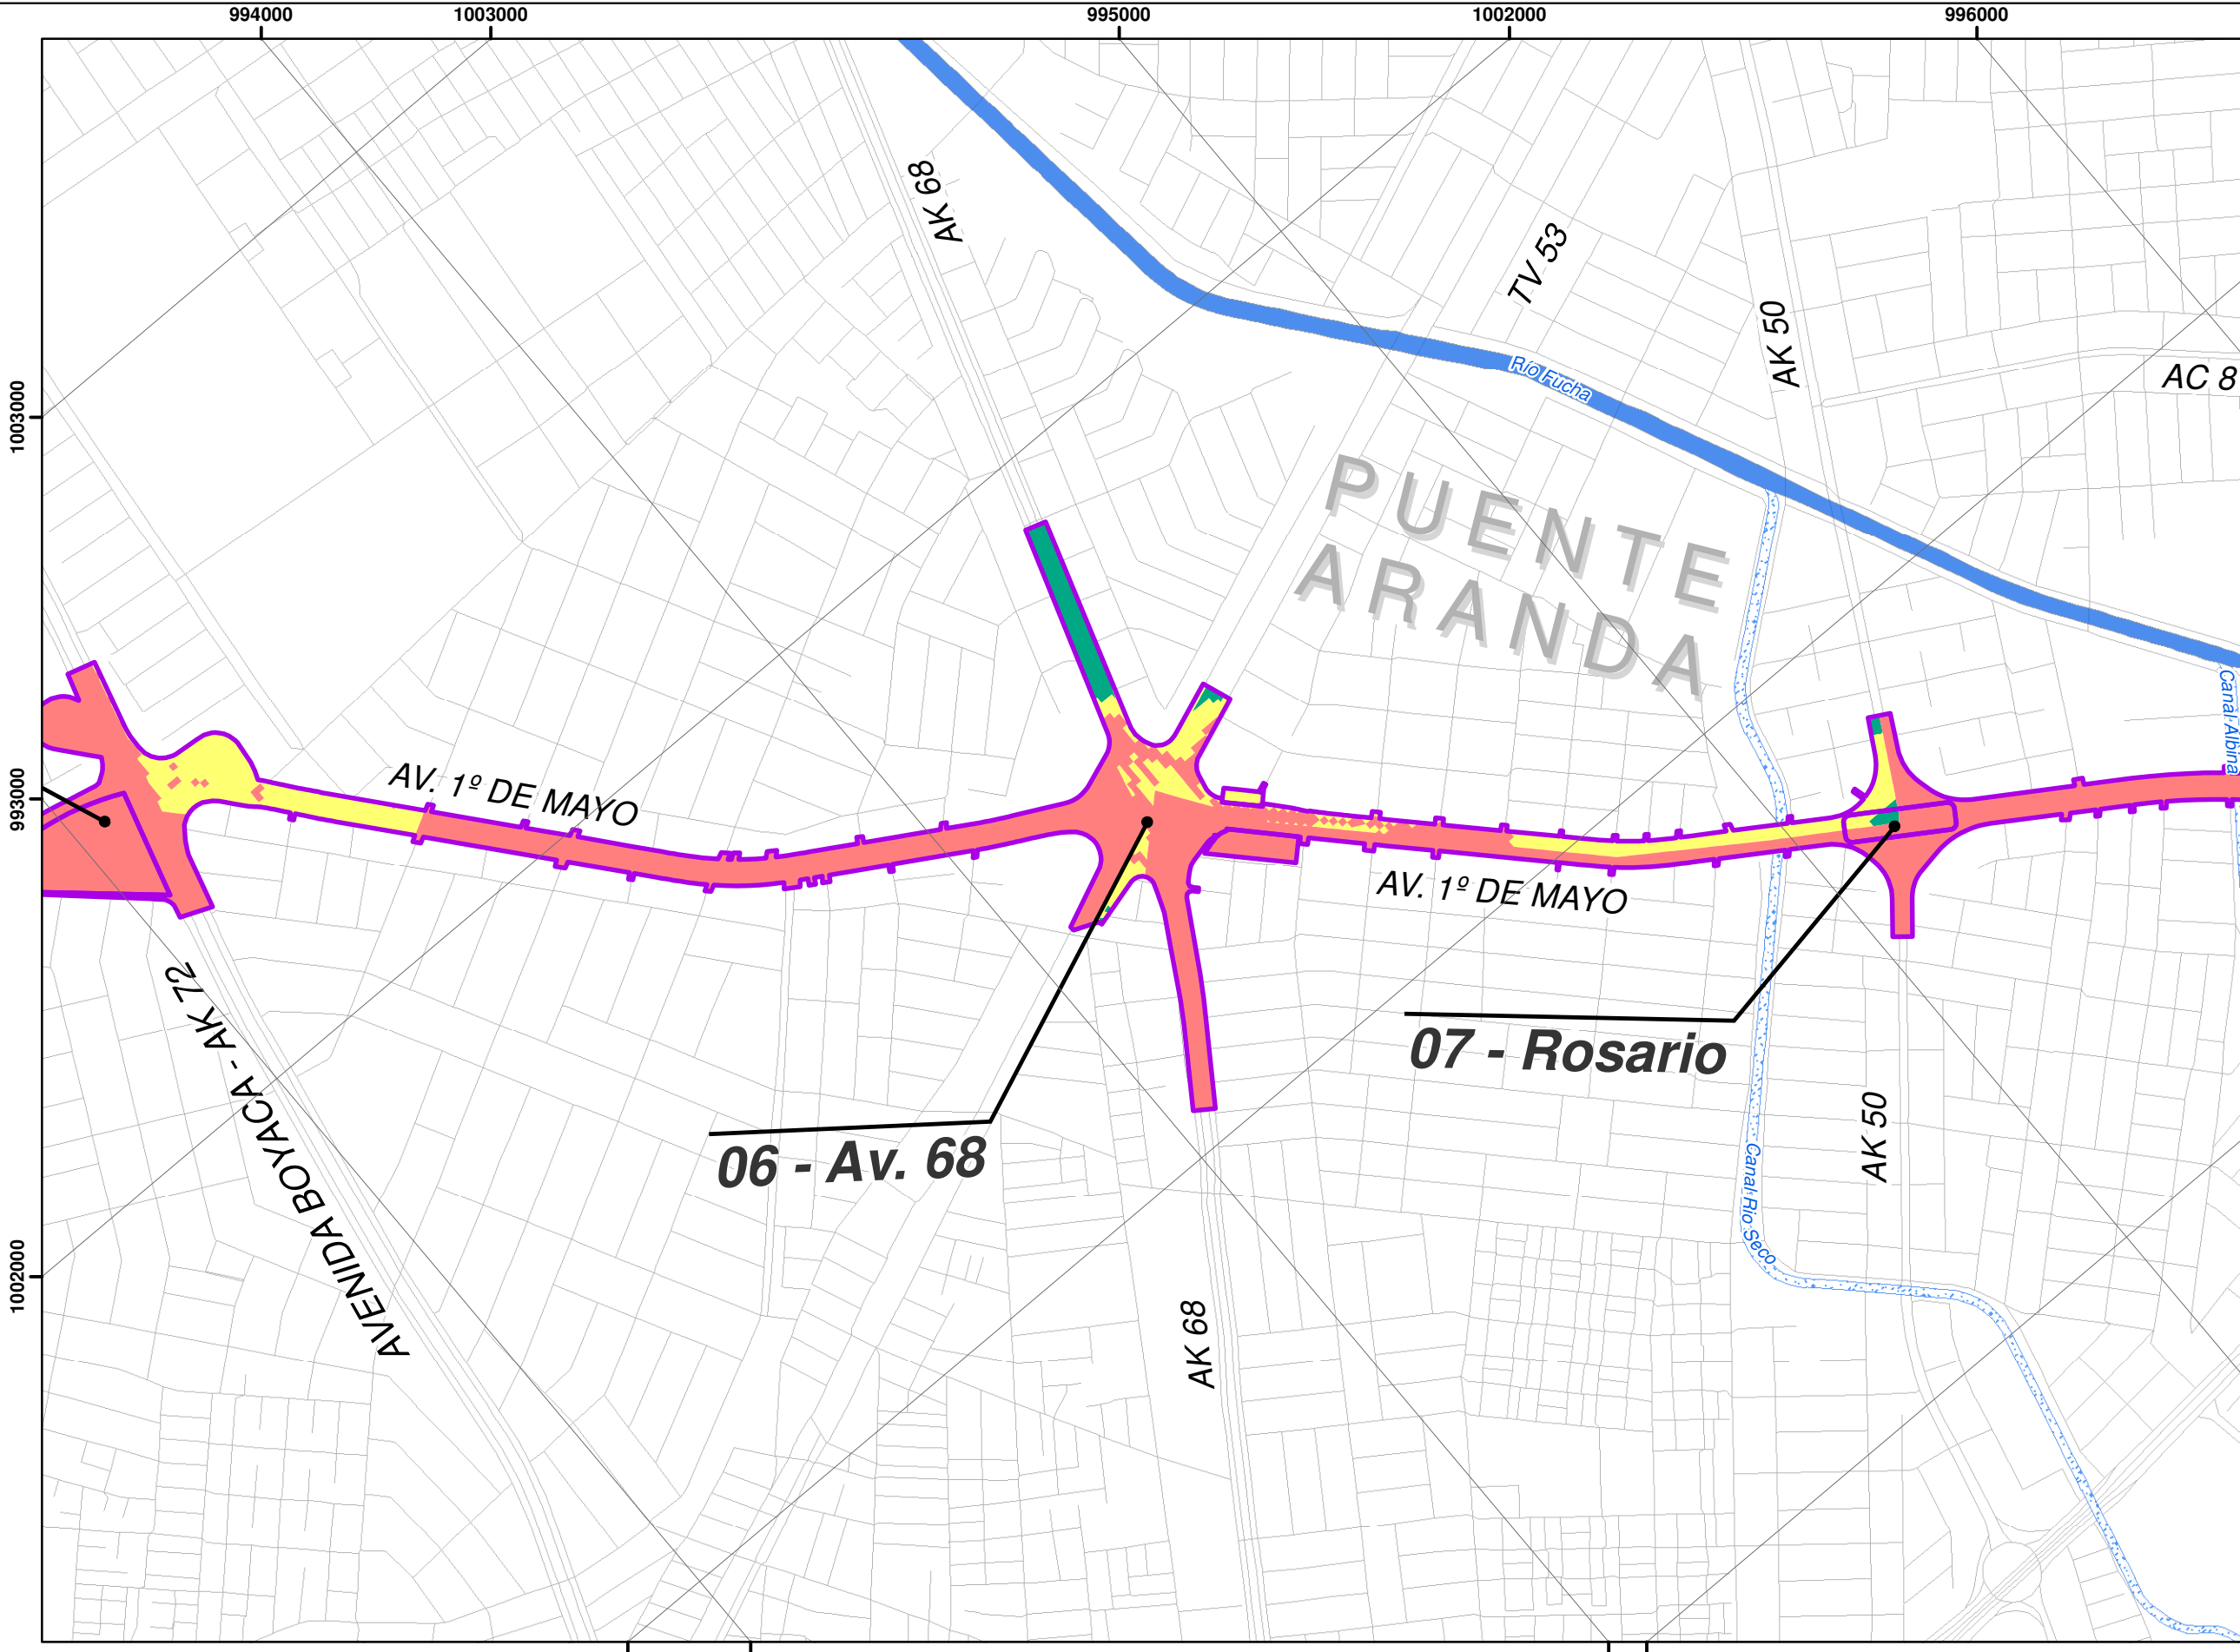 994000
1003000
995000
1002000
996000
AK 68
TV 53
AK 50
AC 8
1003000
Río Fucha
PUENTE
ARANDA
Canal Albina
993000
AV. 1º DE MAYO
AV. 1º DE MAYO
AVENIDA BOYACA - AK 72
07 - Rosario
06 - Av. 68
AK 50
Canal Rio Seco
1002000
AK 68